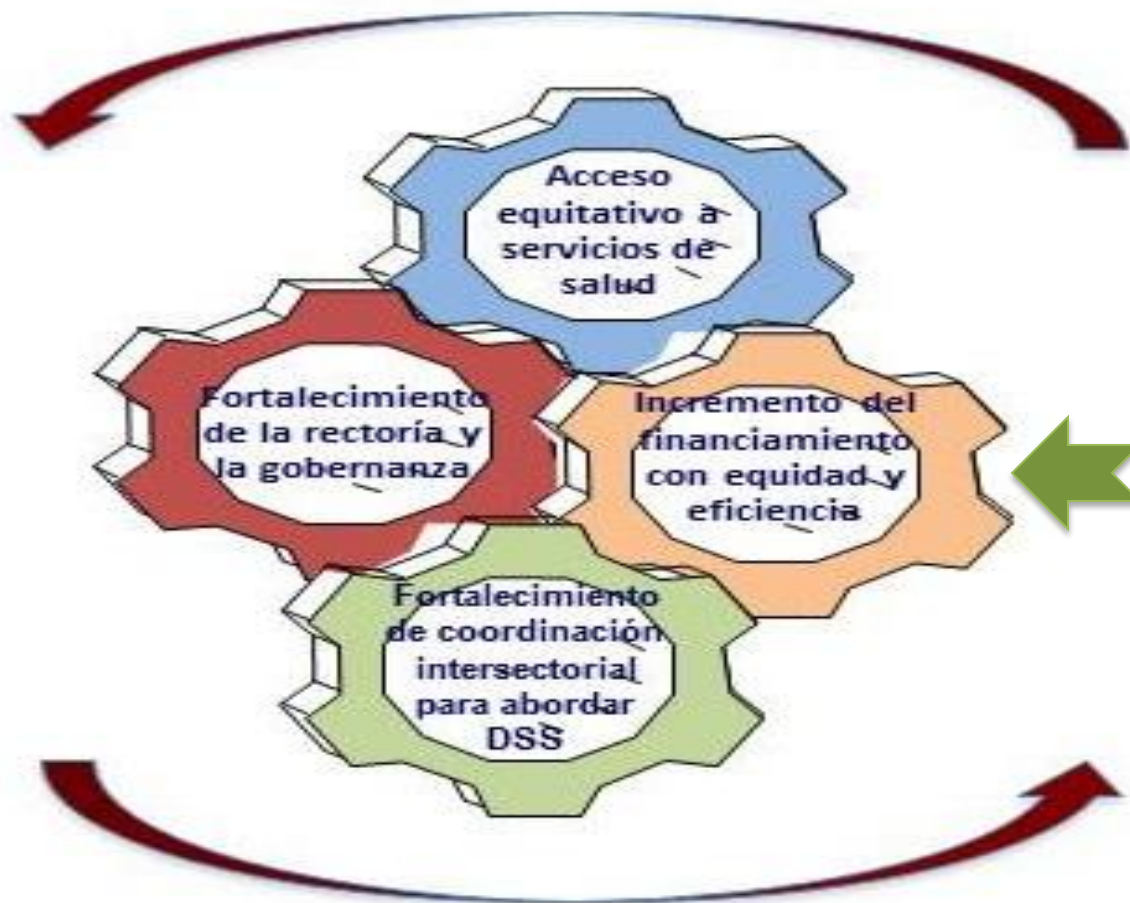 Acceso
equitativo a
servicios de
salud
Fortalecimiento
de la rectoría y
la gobernanza
Incremento del
financiamiento
con equidad y
eficiencia
Fortalecimiento
de coordinación
intersectorial
para abordar
DSS